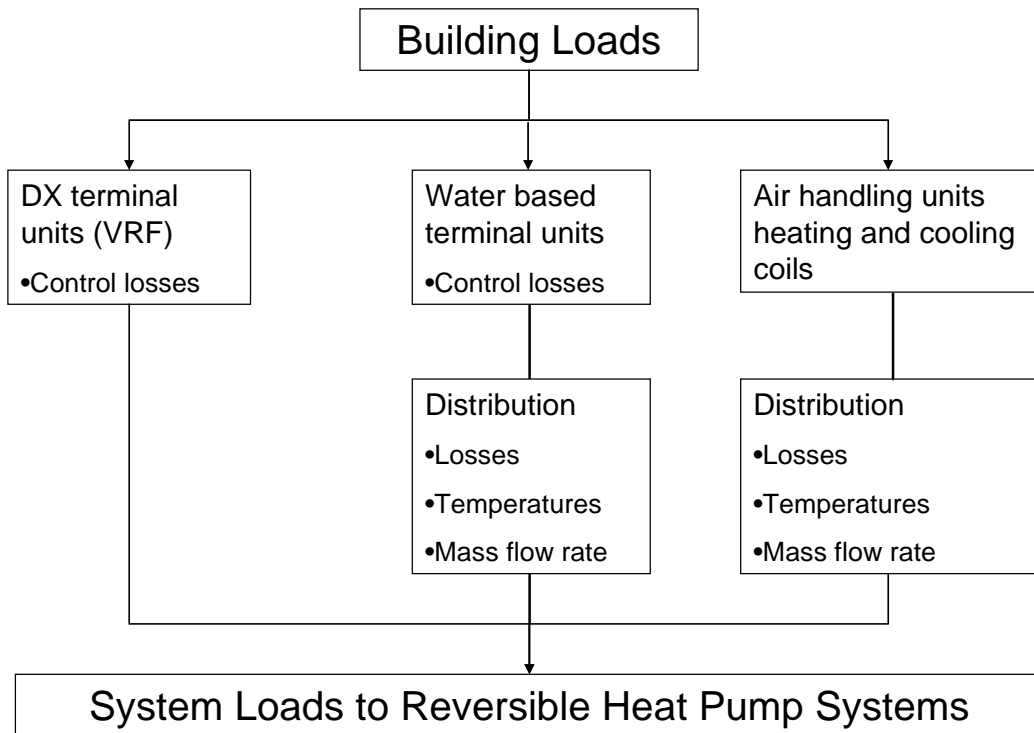 Building Loads
DX terminal
units (VRF)
•Control losses
Water based
terminal units
•Control losses
Air handling units
heating and cooling
coils
Distribution
•Losses
•Temperatures
•Mass flow rate
Distribution
•Losses
•Temperatures
•Mass flow rate
System Loads to Reversible Heat Pump Systems